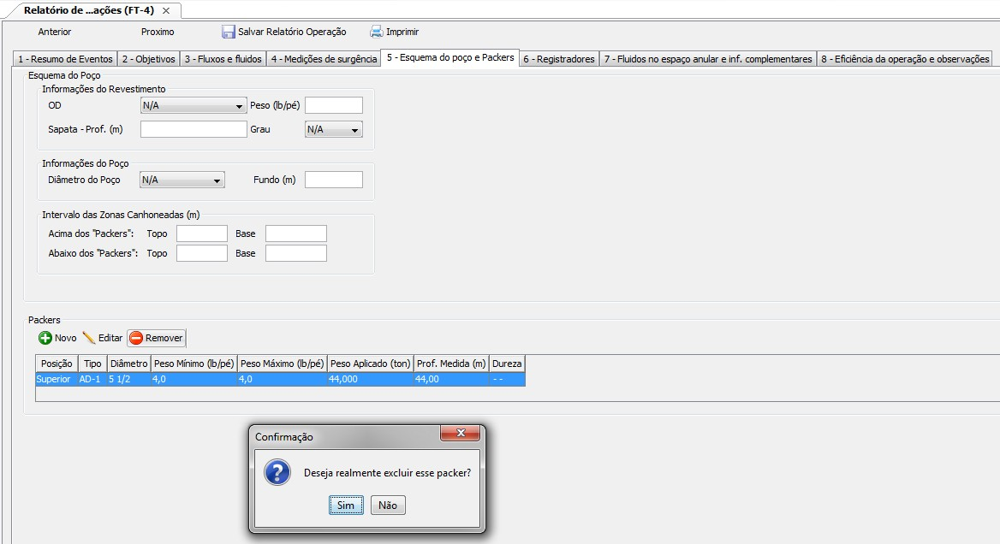 Relatório de ...ações (FT-4)
Anterior Proximo Salvar Relatório Operação Imprimir
1 - Resumo de Eventos 2 - Objetivos 3 - Fluxos e fluidos 4 - Medições de surgência 5 - Esquema do poço e Packers 6 - Registradores 7 - Fluidos no espaço anular e inf. complementares 8 - Eficiência da operação e observações
Esquema do Poço
Informações do Revestimento
OD N/A Peso (lb/pé)
Sapata - Prof. (m) Grau N/A
Informações do Poço
Diâmetro do Poço N/A Fundo (m)
Intervalo das Zonas Canhoneadas (m)
Acima dos "Packers": Topo Base
Abaixo dos "Packers": Topo Base
Packers
Novo Editar Remover
Posição Tipo Diâmetro Peso Mínimo (lb/pé) Peso Máximo (lb/pé) Peso Aplicado (ton) Prof. Medida (m) Dureza
Superior AD-1 5 1/2 4,0 4,0 44,000 44,00 - -
Confirmação
Deseja realmente excluir esse packer?
Sim Não